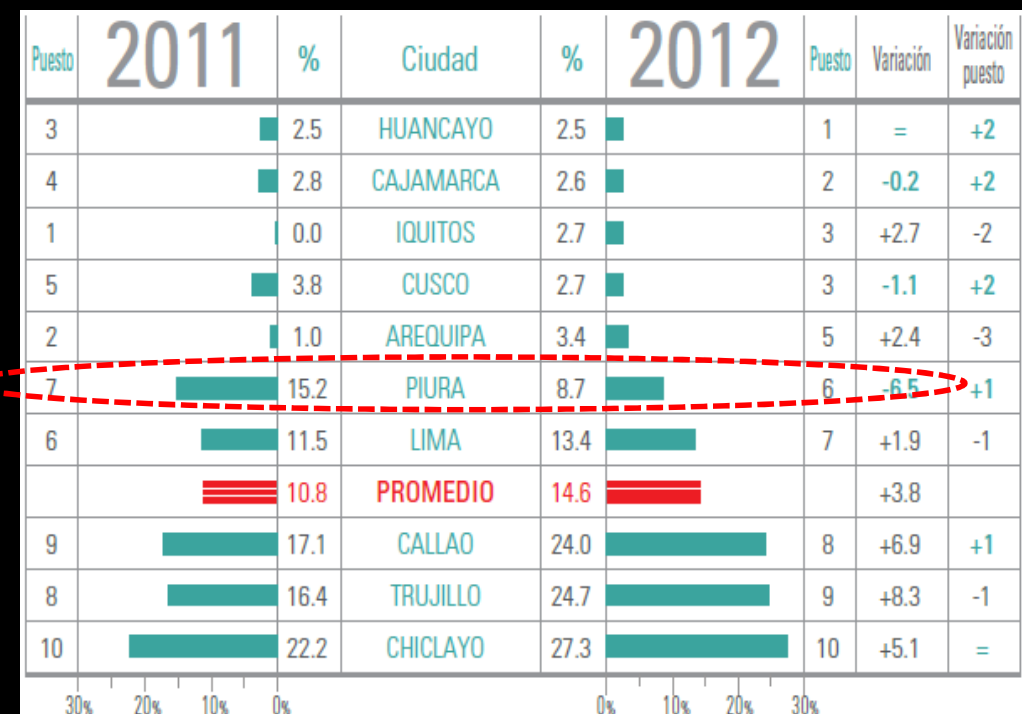 Puesto 2011 % Ciudad % 2012 Puesto Variación Variación puesto
3 2.5 HUANCAYO 2.5 1 = +2
4 2.8 CAJAMARCA 2.6 2 -0.2 +2
1 0.0 IQUITOS 2.7 3 +2.7 -2
5 3.8 CUSCO 2.7 3 -1.1 +2
2 1.0 AREQUIPA 3.4 5 +2.4 -3
7 15.2 PIURA 8.7 6 -6.5 +1
6 11.5 LIMA 13.4 7 +1.9 -1
10.8 PROMEDIO 14.6 +3.8
9 17.1 CALLAO 24.0 8 +6.9 +1
8 16.4 TRUJILLO 24.7 9 +8.3 -1
10 22.2 CHICLAYO 27.3 10 +5.1 =
30% 20% 10% 0% 0% 10% 20% 30%